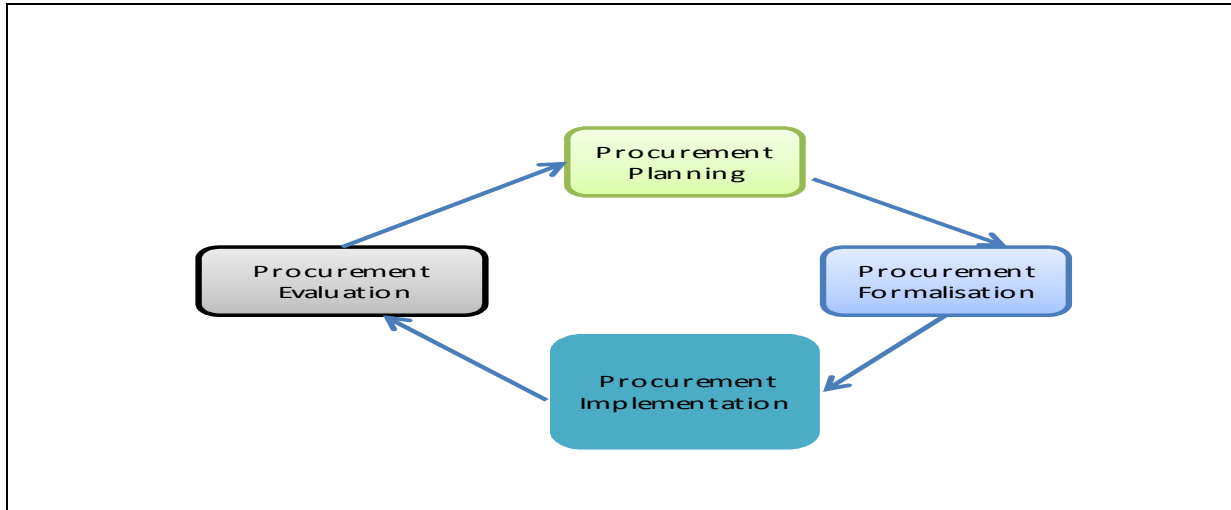 Procurement
Planning
Procurement
Evaluation
Procurement
Formalisation
Procurement
Implementation